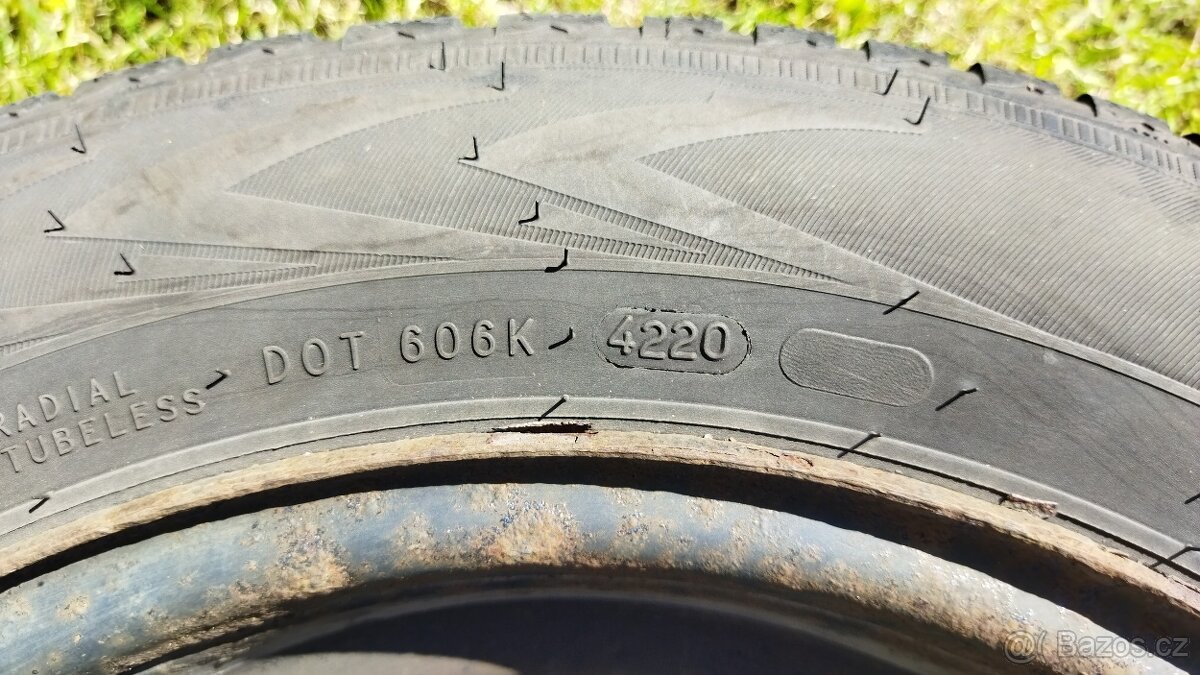 RADIAL
TUBELESS
DOT 606K 4220
@ Bazos.cz